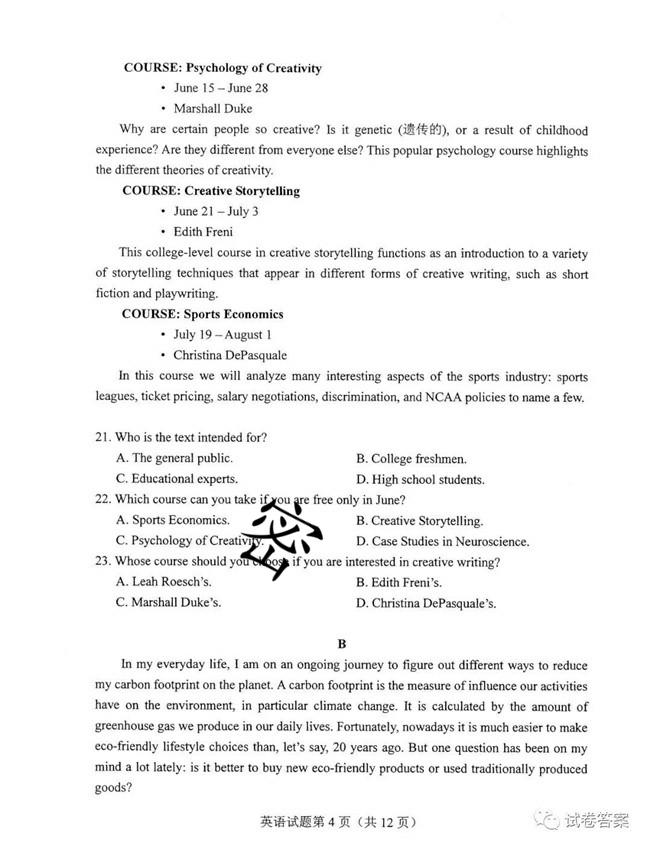 COURSE: Psychology of Creativity
• June 15 – June 28
• Marshall Duke
Why are certain people so creative? Is it genetic (遗传的), or a result of childhood
experience? Are they different from everyone else? This popular psychology course highlights
the different theories of creativity.
COURSE: Creative Storytelling
• June 21 – July 3
• Edith Freni
This college-level course in creative storytelling functions as an introduction to a variety
of storytelling techniques that appear in different forms of creative writing, such as short
fiction and playwriting.
COURSE: Sports Economics
• July 19 – August 1
• Christina DePasquale
In this course we will analyze many interesting aspects of the sports industry: sports
leagues, ticket pricing, salary negotiations, discrimination, and NCAA policies to name a few.
21. Who is the text intended for?
A. The general public. B. College freshmen.
C. Educational experts. D. High school students.
22. Which course can you take if you are free only in June?
A. Sports Economics. B. Creative Storytelling.
C. Psychology of Creativity. D. Case Studies in Neuroscience.
密
23. Whose course should you choose if you are interested in creative writing?
A. Leah Roesch's. B. Edith Freni's.
C. Marshall Duke's. D. Christina DePasquale's.
B
In my everyday life, I am on an ongoing journey to figure out different ways to reduce
my carbon footprint on the planet. A carbon footprint is the measure of influence our activities
have on the environment, in particular climate change. It is calculated by the amount of
greenhouse gas we produce in our daily lives. Fortunately, nowadays it is much easier to make
eco-friendly lifestyle choices than, let's say, 20 years ago. But one question has been on my
mind a lot lately: is it better to buy new eco-friendly products or used traditionally produced
goods?
英语试题第 4 页（共 12 页）
试卷答案